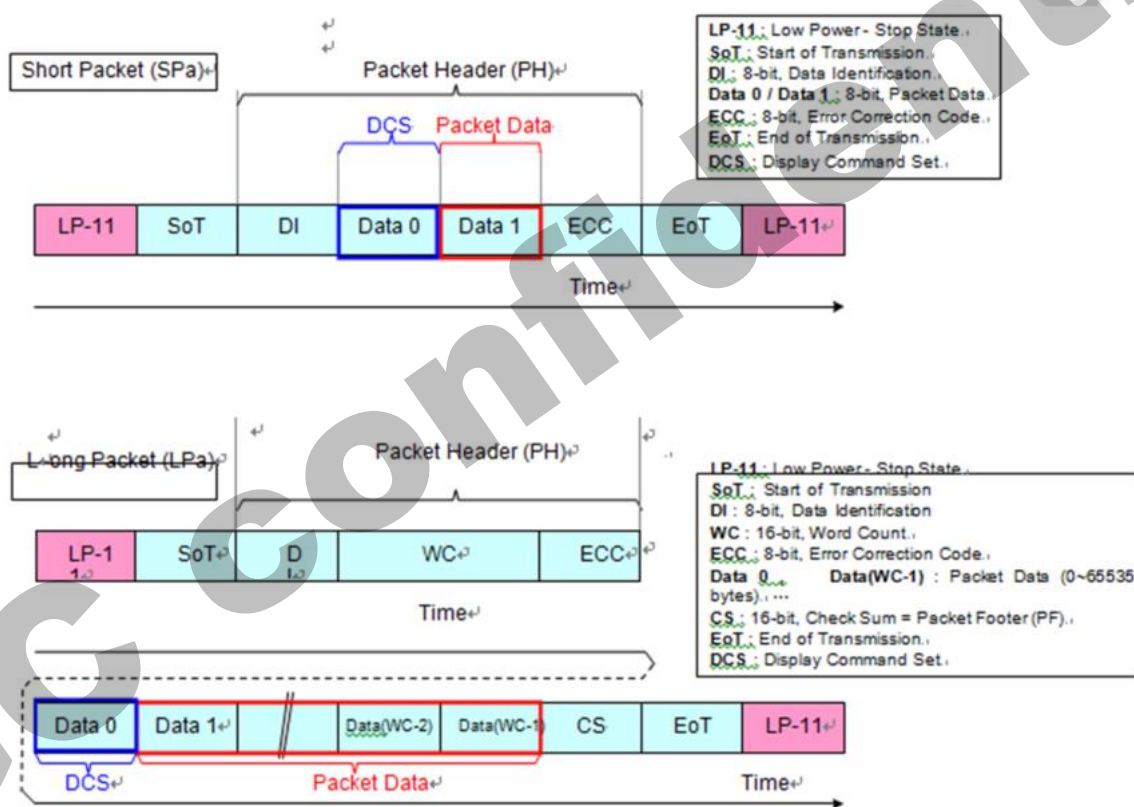 Short Packet (SPa)
Packet Header (PH)
DCS Packet Data
LP-11 SoT DI Data 0 Data 1 ECC EoT LP-11
Time
LP-11 : Low Power - Stop State.
SoT : Start of Transmission.
DI : 8-bit, Data Identification.
Data 0 / Data 1 : 8-bit, Packet Data.
ECC : 8-bit, Error Correction Code.
EoT : End of Transmission.
DCS : Display Command Set.
Long Packet (LPa)
Packet Header (PH)
LP-1
1
SoT
D
I
WC ECC
Time
LP-11 : Low Power - Stop State.
SoT : Start of Transmission
DI : 8-bit, Data Identification
WC : 16-bit, Word Count.
ECC : 8-bit, Error Correction Code.
Data 0 Data(WC-1) : Packet Data (0~65535
bytes). ...
CS : 16-bit, Check Sum = Packet Footer (PF).
EoT : End of Transmission.
DCS : Display Command Set.
Data 0 Data 1 // Data(WC-2) Data(WC-1) CS EoT LP-11
DCS Packet Data Time
C confident